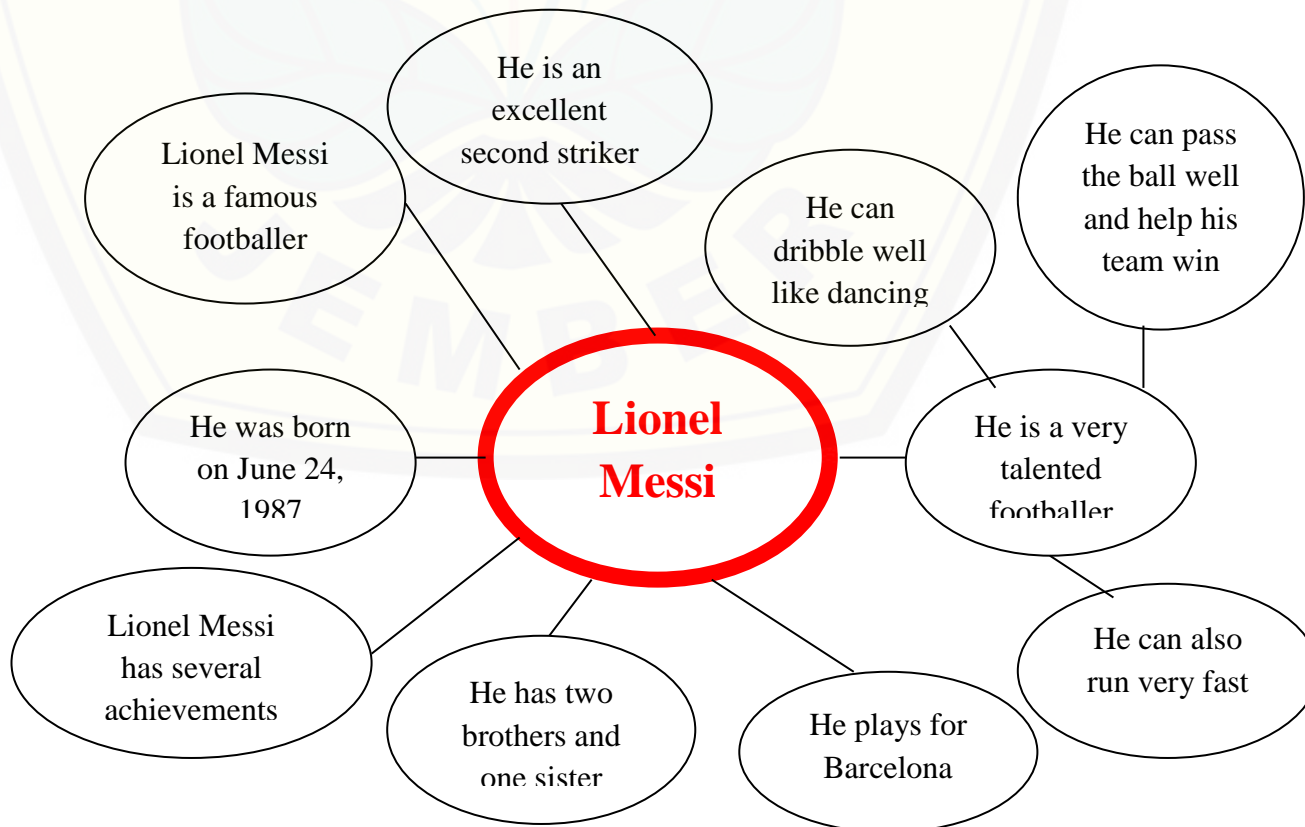 He is an
excellent
second striker
Lionel Messi
is a famous
footballer
He can
dribble well
like dancing
He can pass
the ball well
and help his
team win
Lionel
Messi
He was born
on June 24,
1987
He is a very
talented
footballer
Lionel Messi
has several
achievements
He has two
brothers and
one sister
He plays for
Barcelona
He can also
run very fast
JEMBER